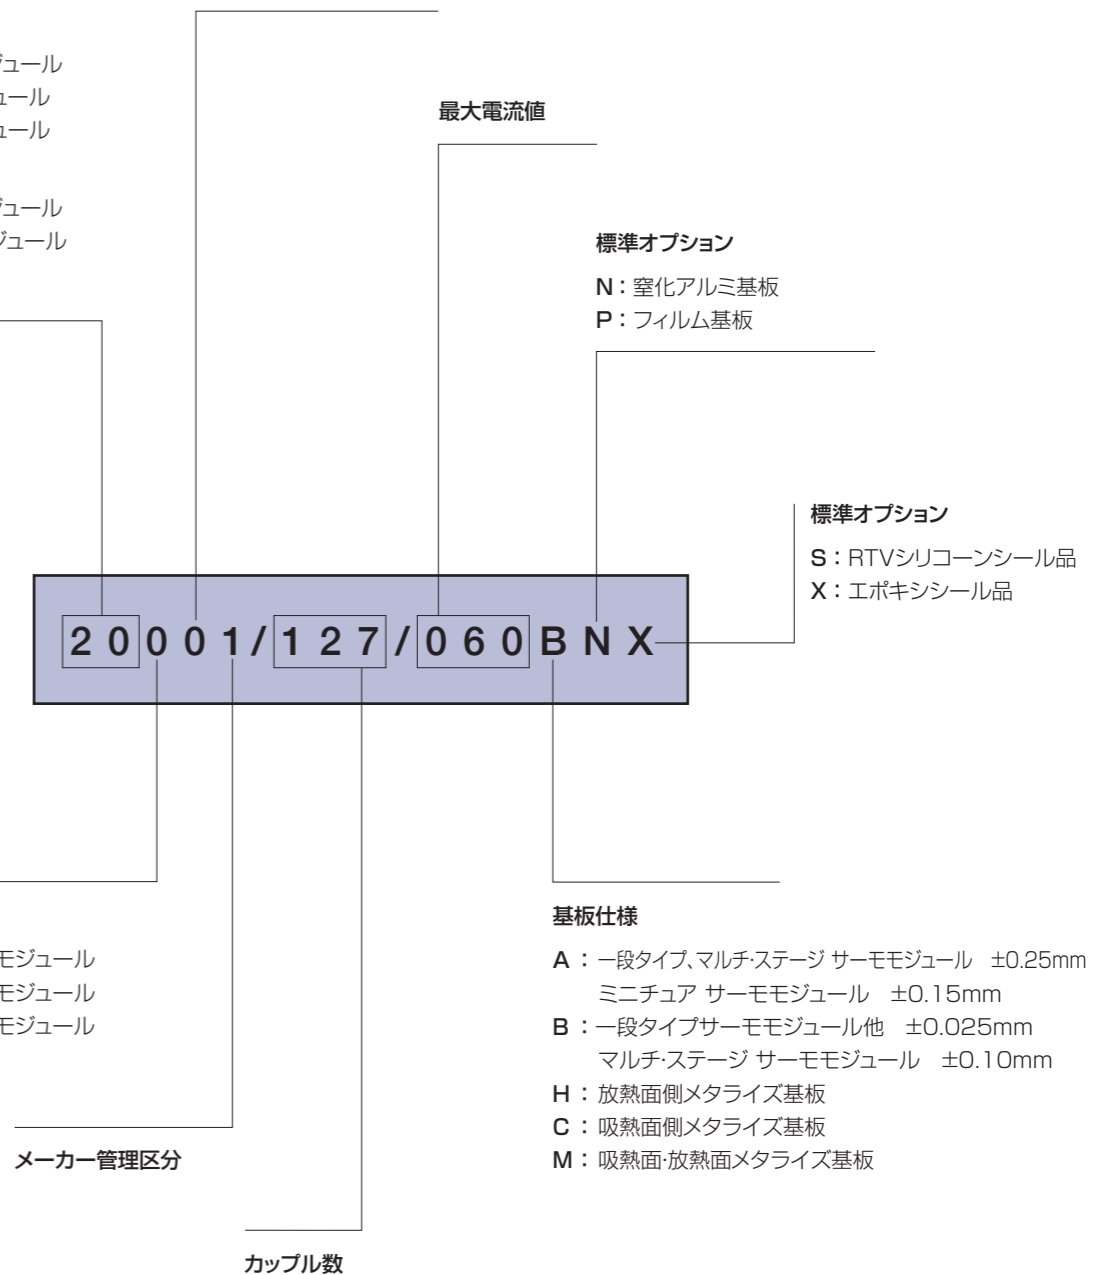 ジュール
ュール
ュール
ジュール
ジュール
最大電流値
標準オプション
N：窒化アルミ基板
P：フィルム基板
標準オプション
S：RTVシリコーンシール品
X：エポキシシール品
20001/127/060BNX
モジュール
モジュール
モジュール
メーカー管理区分
カップル数
基板仕様
A：一段タイプ、マルチ・ステージ サーモモジュール ±0.25mm
ミニチュア サーモモジュール ±0.15mm
B：一段タイプサーモモジュール他 ±0.025mm
マルチ・ステージ サーモモジュール ±0.10mm
H：放熱面側メタライズ基板
C：吸熱面側メタライズ基板
M：吸熱面・放熱面メタライズ基板